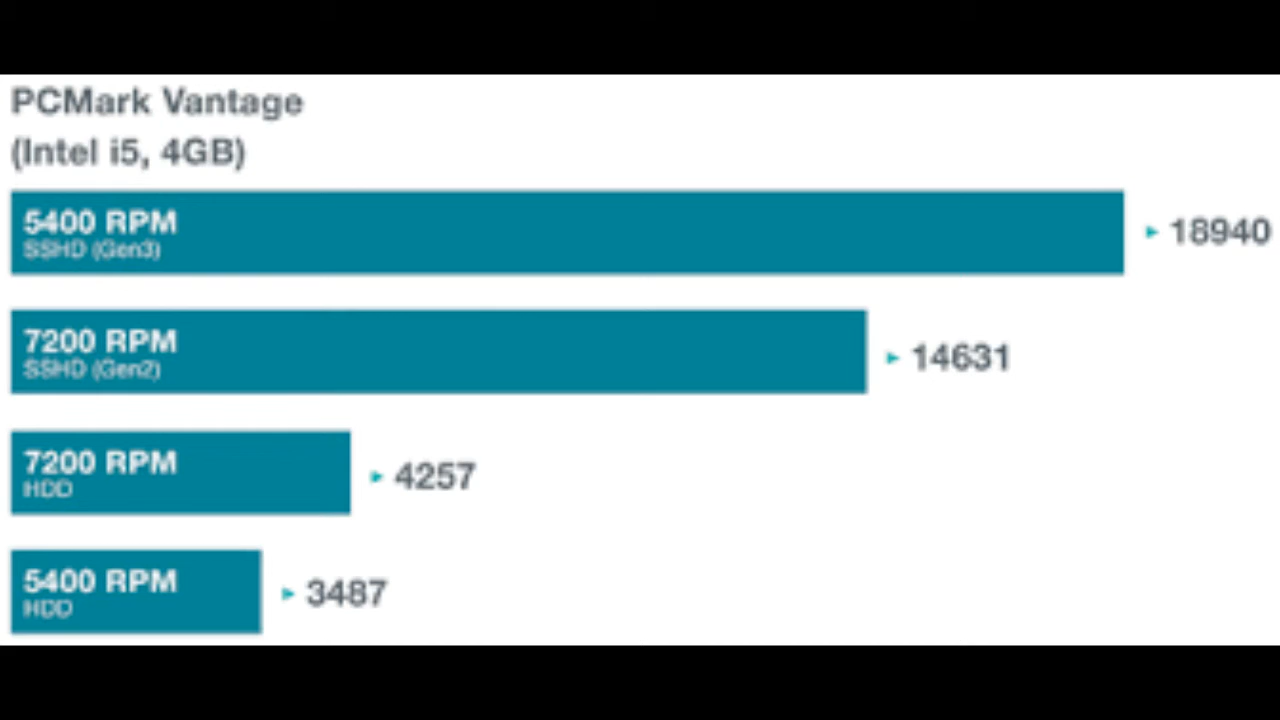 PCMark Vantage
(Intel i5, 4GB)
5400 RPM
SSHD (Gen3)
18940
7200 RPM
SSHD (Gen2)
14631
7200 RPM
HDD
4257
5400 RPM
HDD
3487